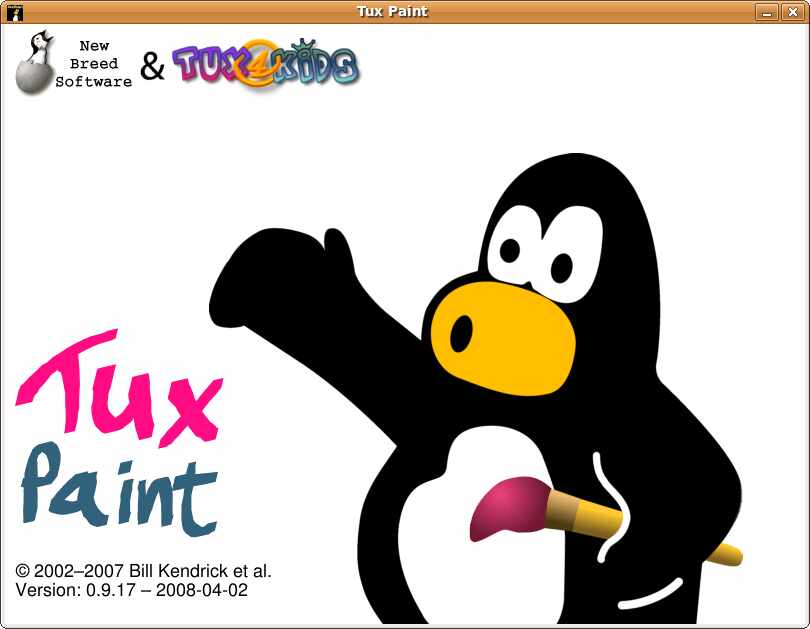 Tux Paint
New
Breed
Software
&
TUX4KIDS
Tux
Paint
© 2002–2007 Bill Kendrick et al.
Version: 0.9.17 – 2008-04-02